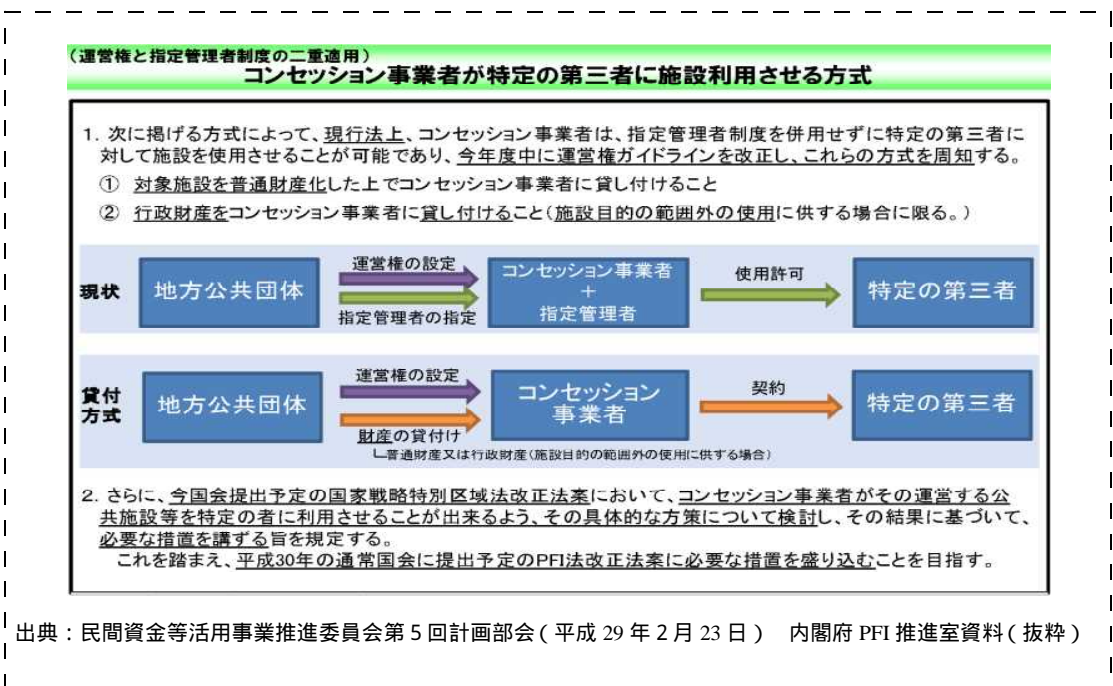 （運営権と指定管理者制度の二重適用）
コンセッション事業者が特定の第三者に施設利用させる方式
1. 次に掲げる方式によって、現行法上、コンセッション事業者は、指定管理者制度を併用せずに特定の第三者に
対して施設を使用させることが可能であり、今年度中に運営権ガイドラインを改正し、これらの方式を周知する。
① 対象施設を普通財産化した上でコンセッション事業者に貸し付けること
② 行政財産をコンセッション事業者に貸し付けること（施設目的の範囲外の使用に供する場合に限る。）
現状
地方公共団体
運営権の設定
指定管理者の指定
コンセッション事業者
＋
指定管理者
使用許可
特定の第三者
貸付
方式
地方公共団体
運営権の設定
財産の貸付け
└普通財産又は行政財産（施設目的の範囲外の使用に供する場合）
コンセッション
事業者
契約
特定の第三者
2. さらに、今国会提出予定の国家戦略特別区域法改正法案において、コンセッション事業者がその運営する公
共施設等を特定の者に利用させることが出来るよう、その具体的な方策について検討し、その結果に基づいて、
必要な措置を講ずる旨を規定する。
これを踏まえ、平成30年の通常国会に提出予定のPFI法改正法案に必要な措置を盛り込むことを目指す。
出典：民間資金等活用事業推進委員会第５回計画部会（平成 29 年２月 23 日） 内閣府 PFI 推進室資料（抜粋）